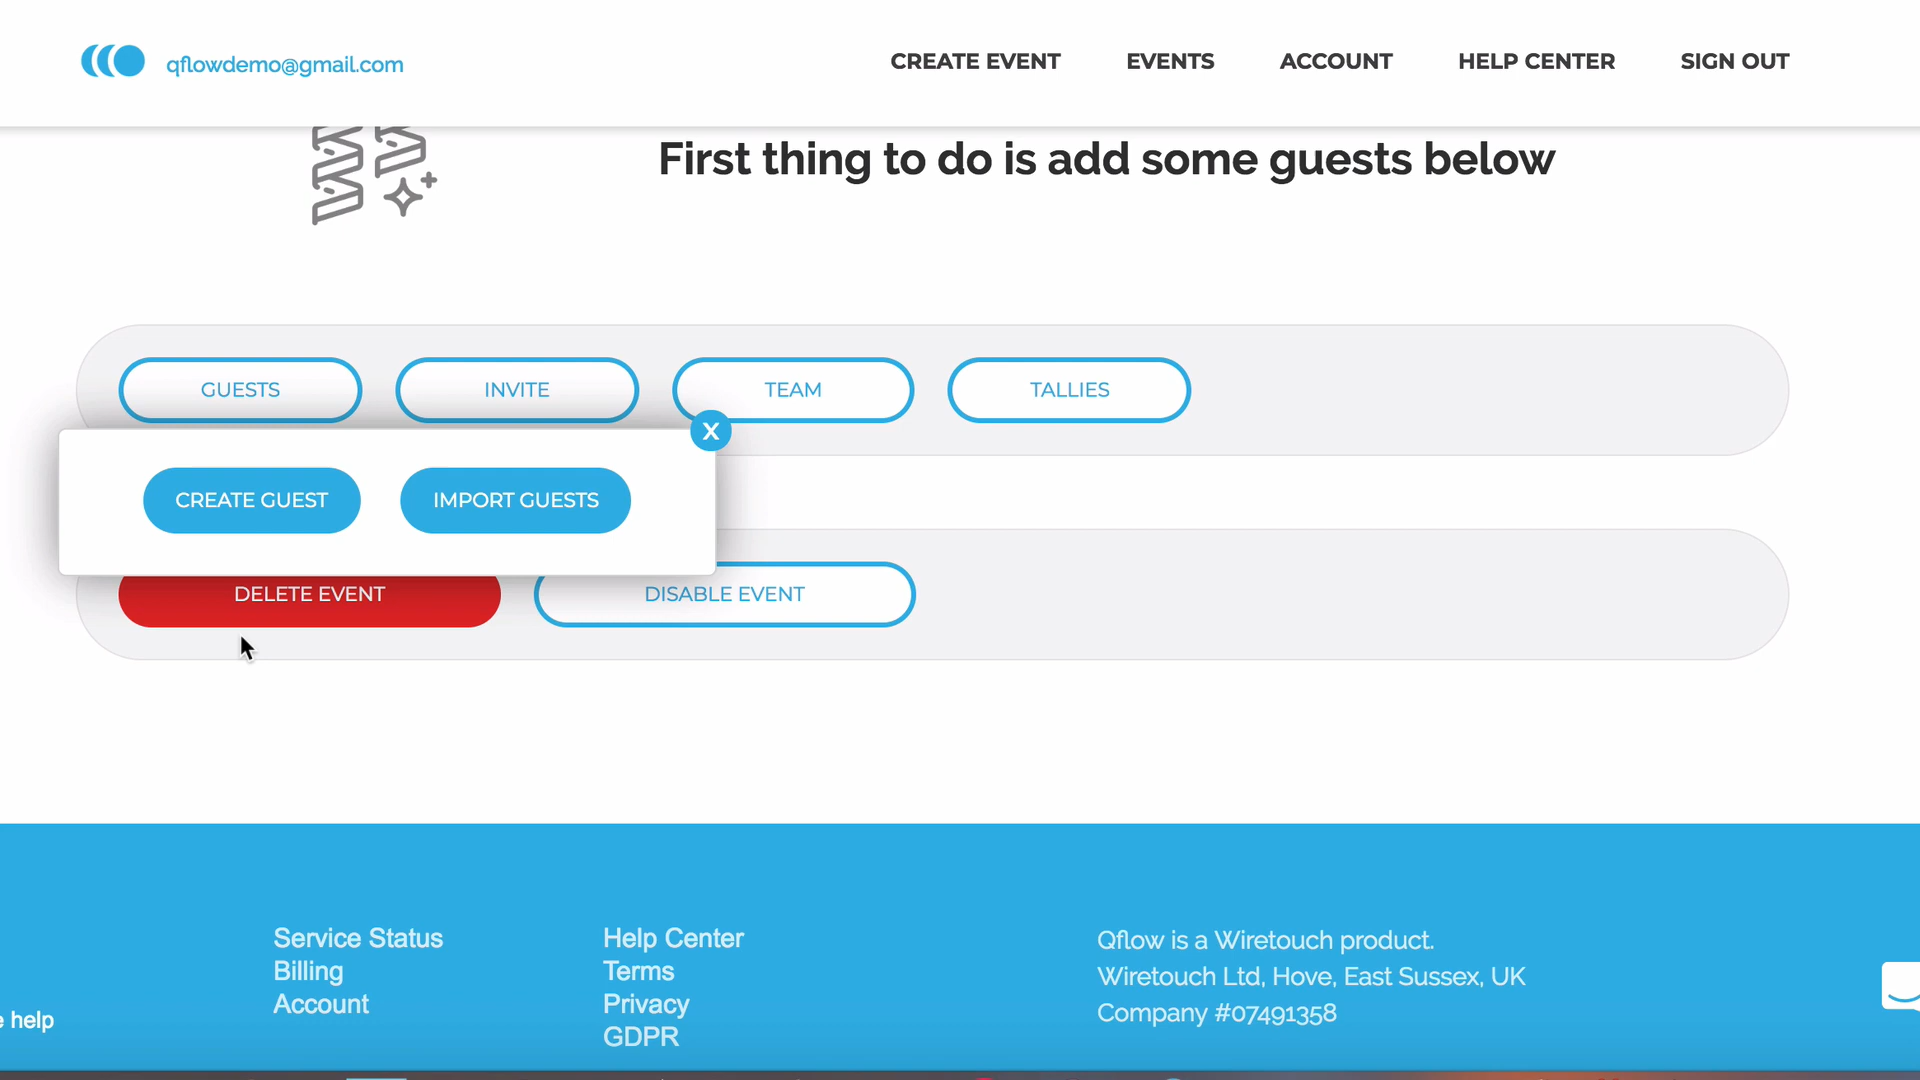 qflowdemo@gmail.com
CREATE EVENT
EVENTS
ACCOUNT
HELP CENTER
SIGN OUT
First thing to do is add some guests below
GUESTS
INVITE
TEAM
TALLIES
X
CREATE GUEST
IMPORT GUESTS
DELETE EVENT
DISABLE EVENT
Service Status
Billing
Account
Help Center
Terms
Privacy
GDPR
Qflow is a Wiretouch product.
Wiretouch Ltd, Hove, East Sussex, UK
Company #07491358
help